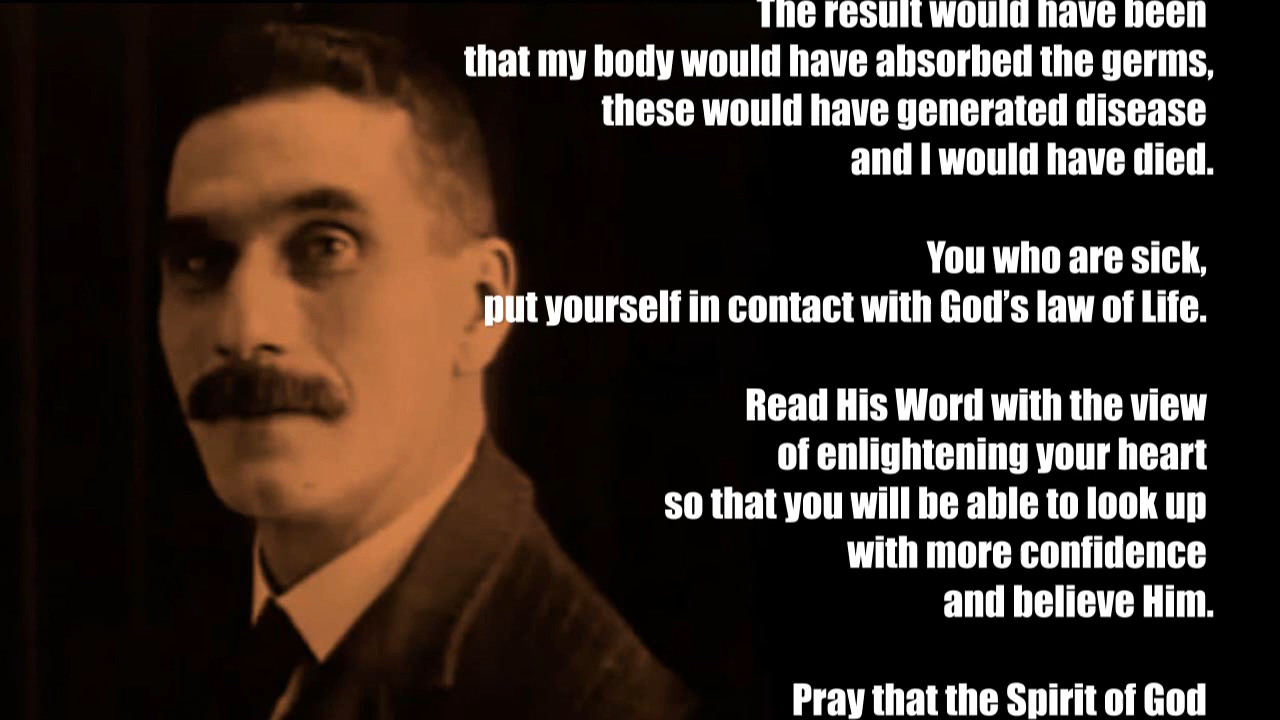 The result would have been
that my body would have absorbed the germs,
these would have generated disease
and I would have died.
You who are sick,
put yourself in contact with God’s law of Life.
Read His Word with the view
of enlightening your heart
so that you will be able to look up
with more confidence
and believe Him.
Pray that the Spirit of God